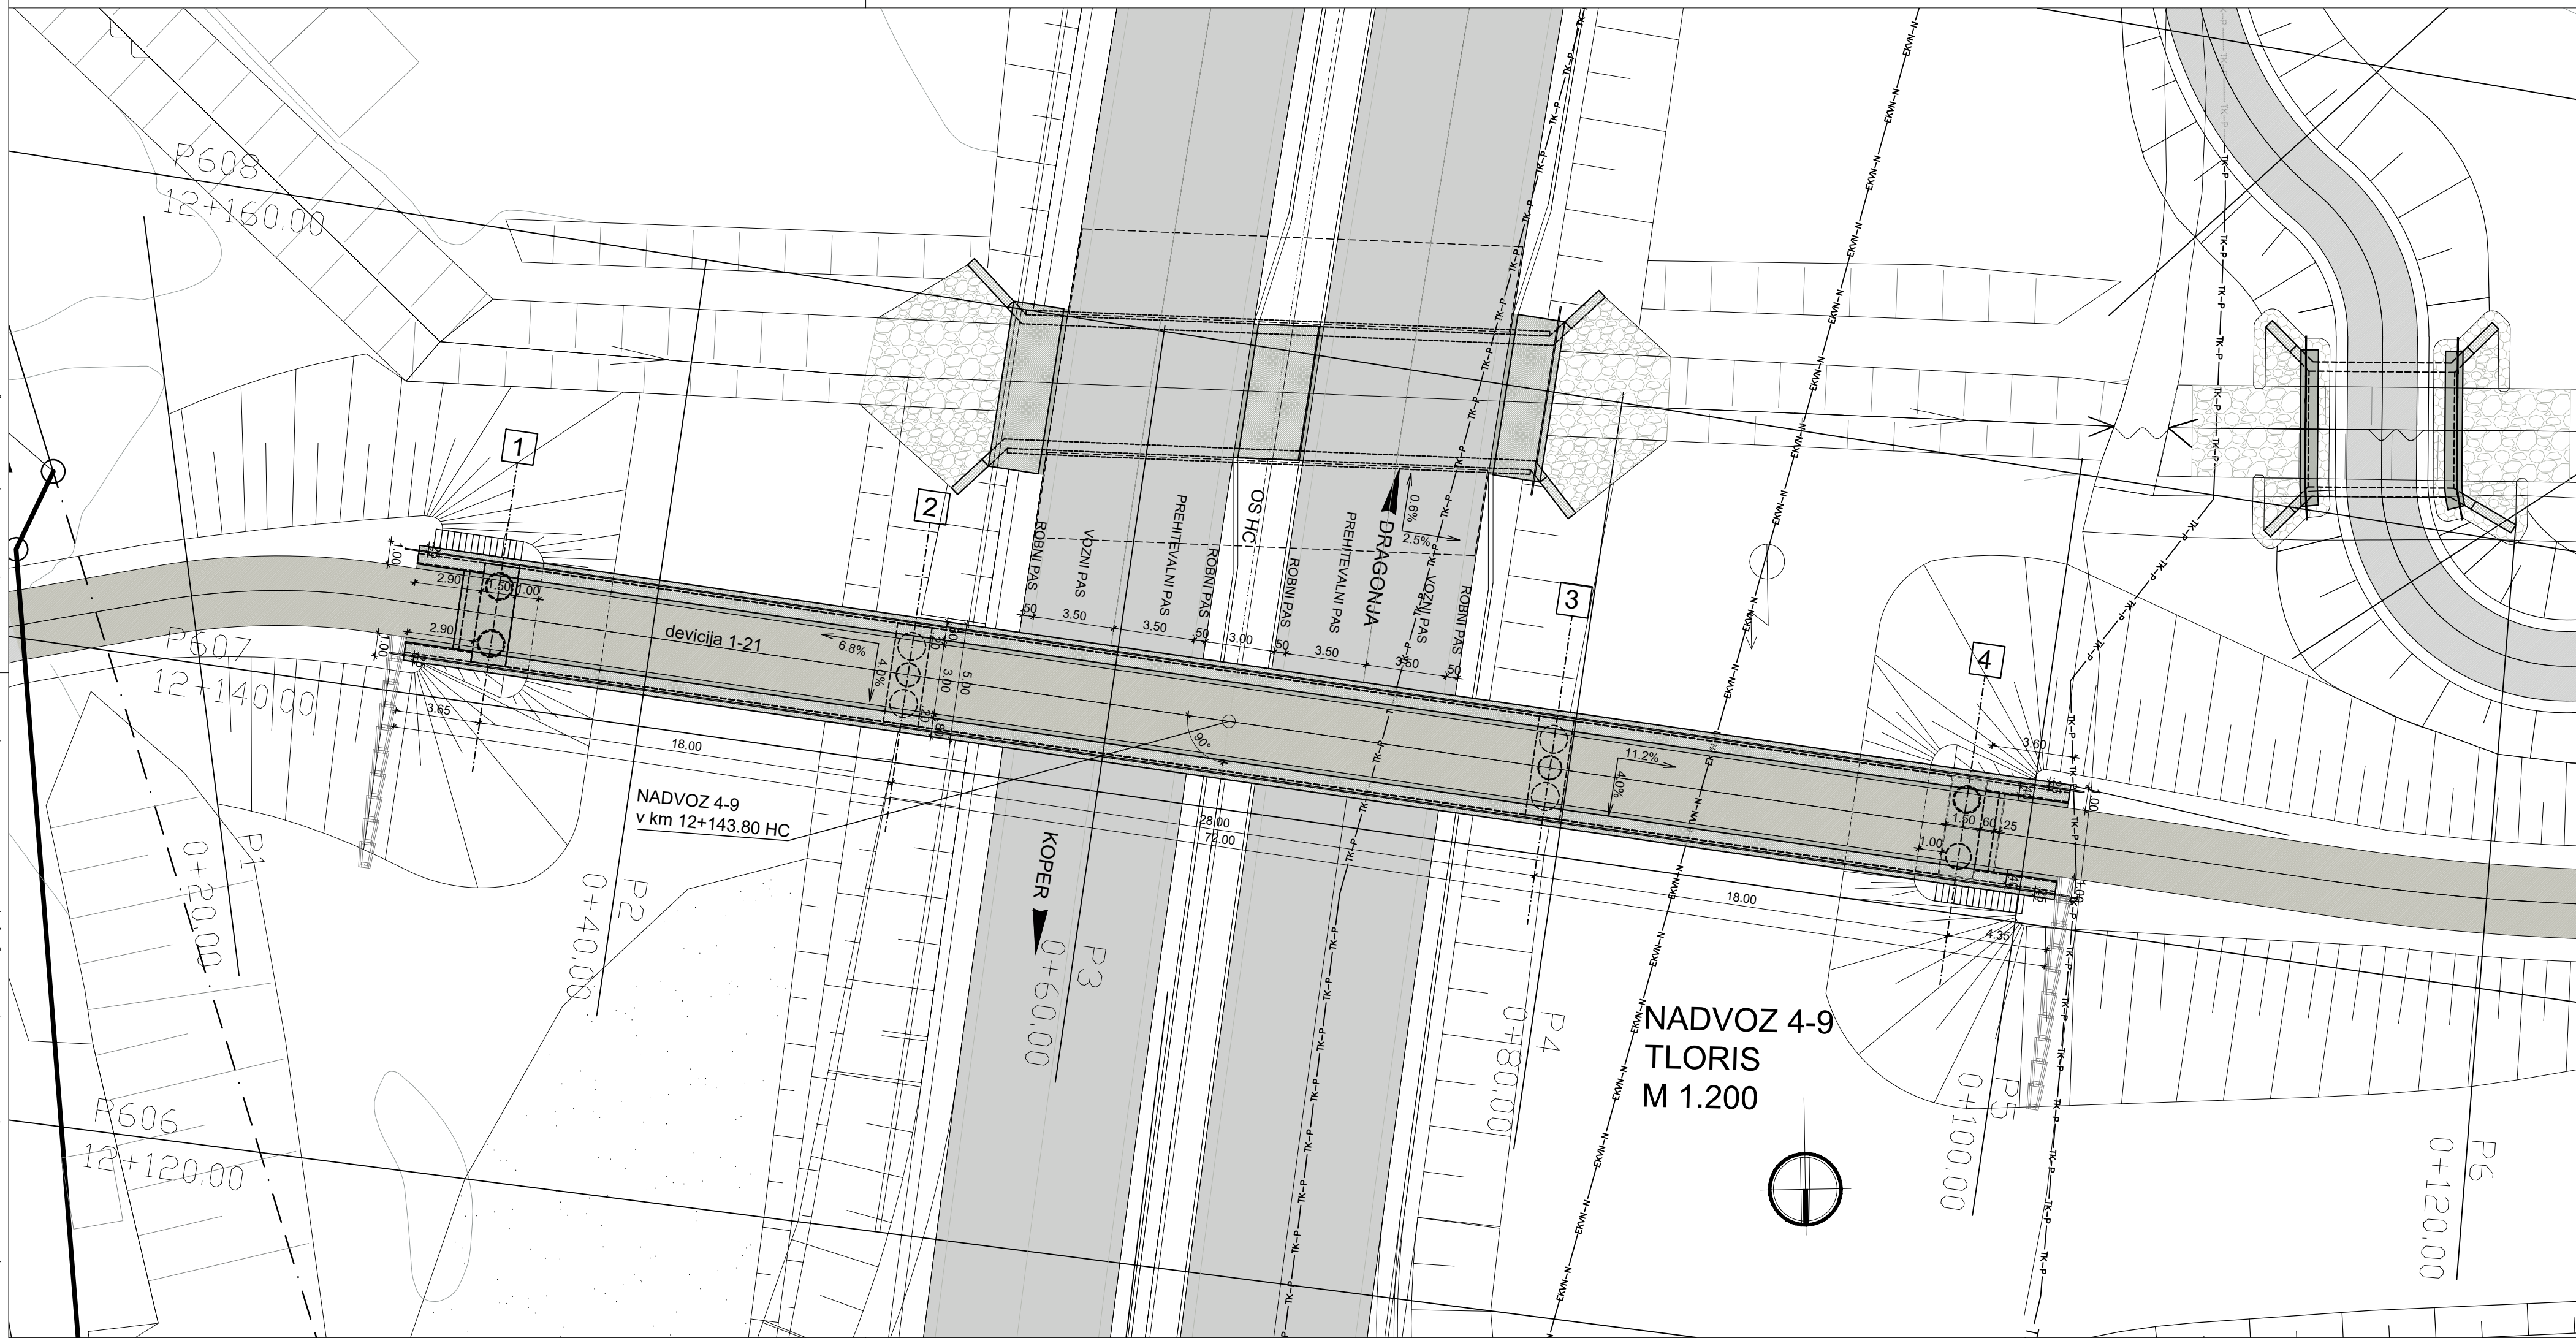 P608
12+160.00
1
2
3
4
P607
12+140.00
P606
12+120.00
P1
0+20.00
P2
0+40.00
P3
0+60.00
P4
0+80.00
P5
0+100.00
P6
0+120.00
devicija 1-21
6.8%
4.0%
NADVOZ 4-9
v km 12+143.80 HC
ROBNI PAS
VOZNI PAS
PREHITEVALNI PAS
ROBNI PAS
OS HC
ROBNI PAS
PREHITEVALNI PAS
DRAGONJA
VOZNI PAS
ROBNI PAS
0.6%
2.5%
50
3.50
3.50
50
3.00
50
3.50
3.50
50
1.00
2.90
1.50
1.00
2.90
1.00
3.65
18.00
3.00
5.00
90°
28.00
72.00
11.2%
4.0%
18.00
3.60
1.00
1.50
60
25
1.00
1.00
4.35
KOPER
NADVOZ 4-9
TLORIS
M 1:200
TK-P
EKVN-N